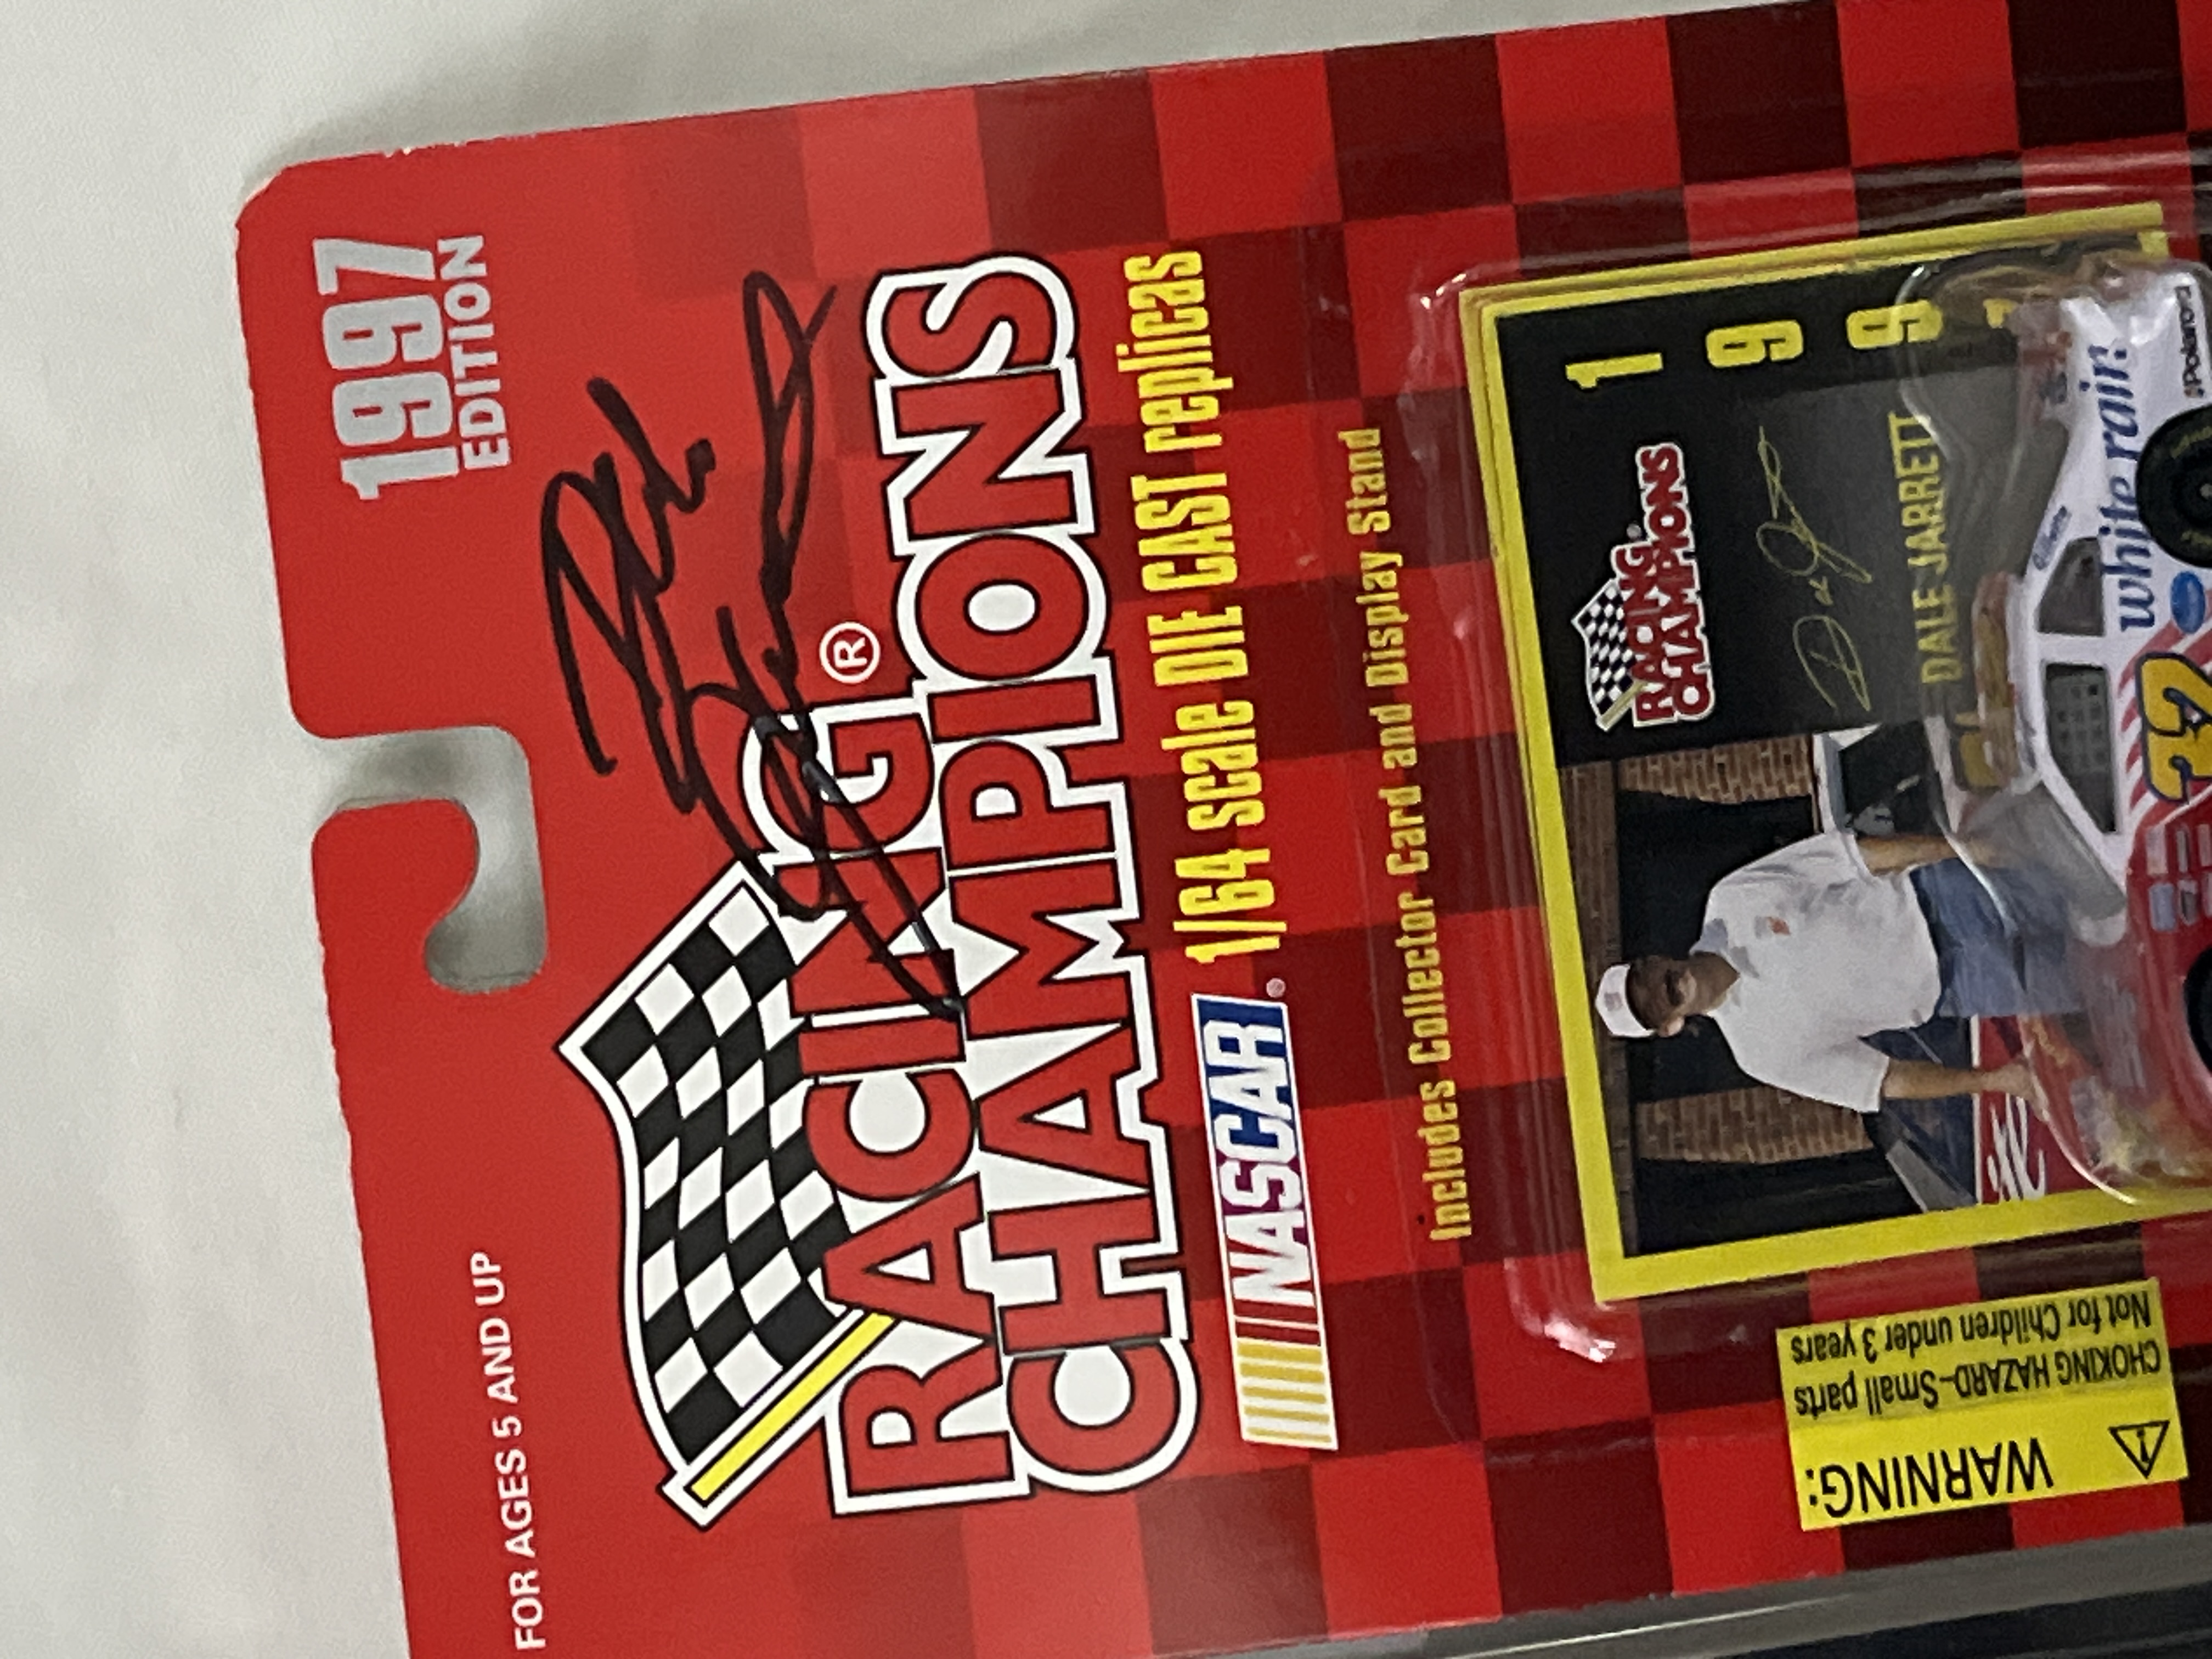 1997
EDITION
FOR AGES 5 AND UP
RACING®
CHAMPIONS
NASCAR® 1/64 scale DIE CAST replicas
Includes Collector Card and Display Stand
RACING®
CHAMPIONS
1 9 9 7
DALE JARRETT
white rain
Polaroid
32
WARNING:
CHOKING HAZARD-Small parts
Not for Children under 3 years